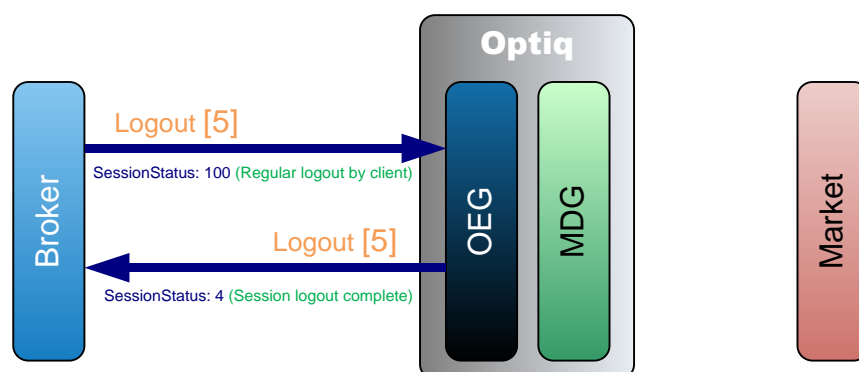 Optiq
Logout [5]
SessionStatus: 100 (Regular logout by client)
Broker
OEG
MDG
Market
Logout [5]
SessionStatus: 4 (Session logout complete)